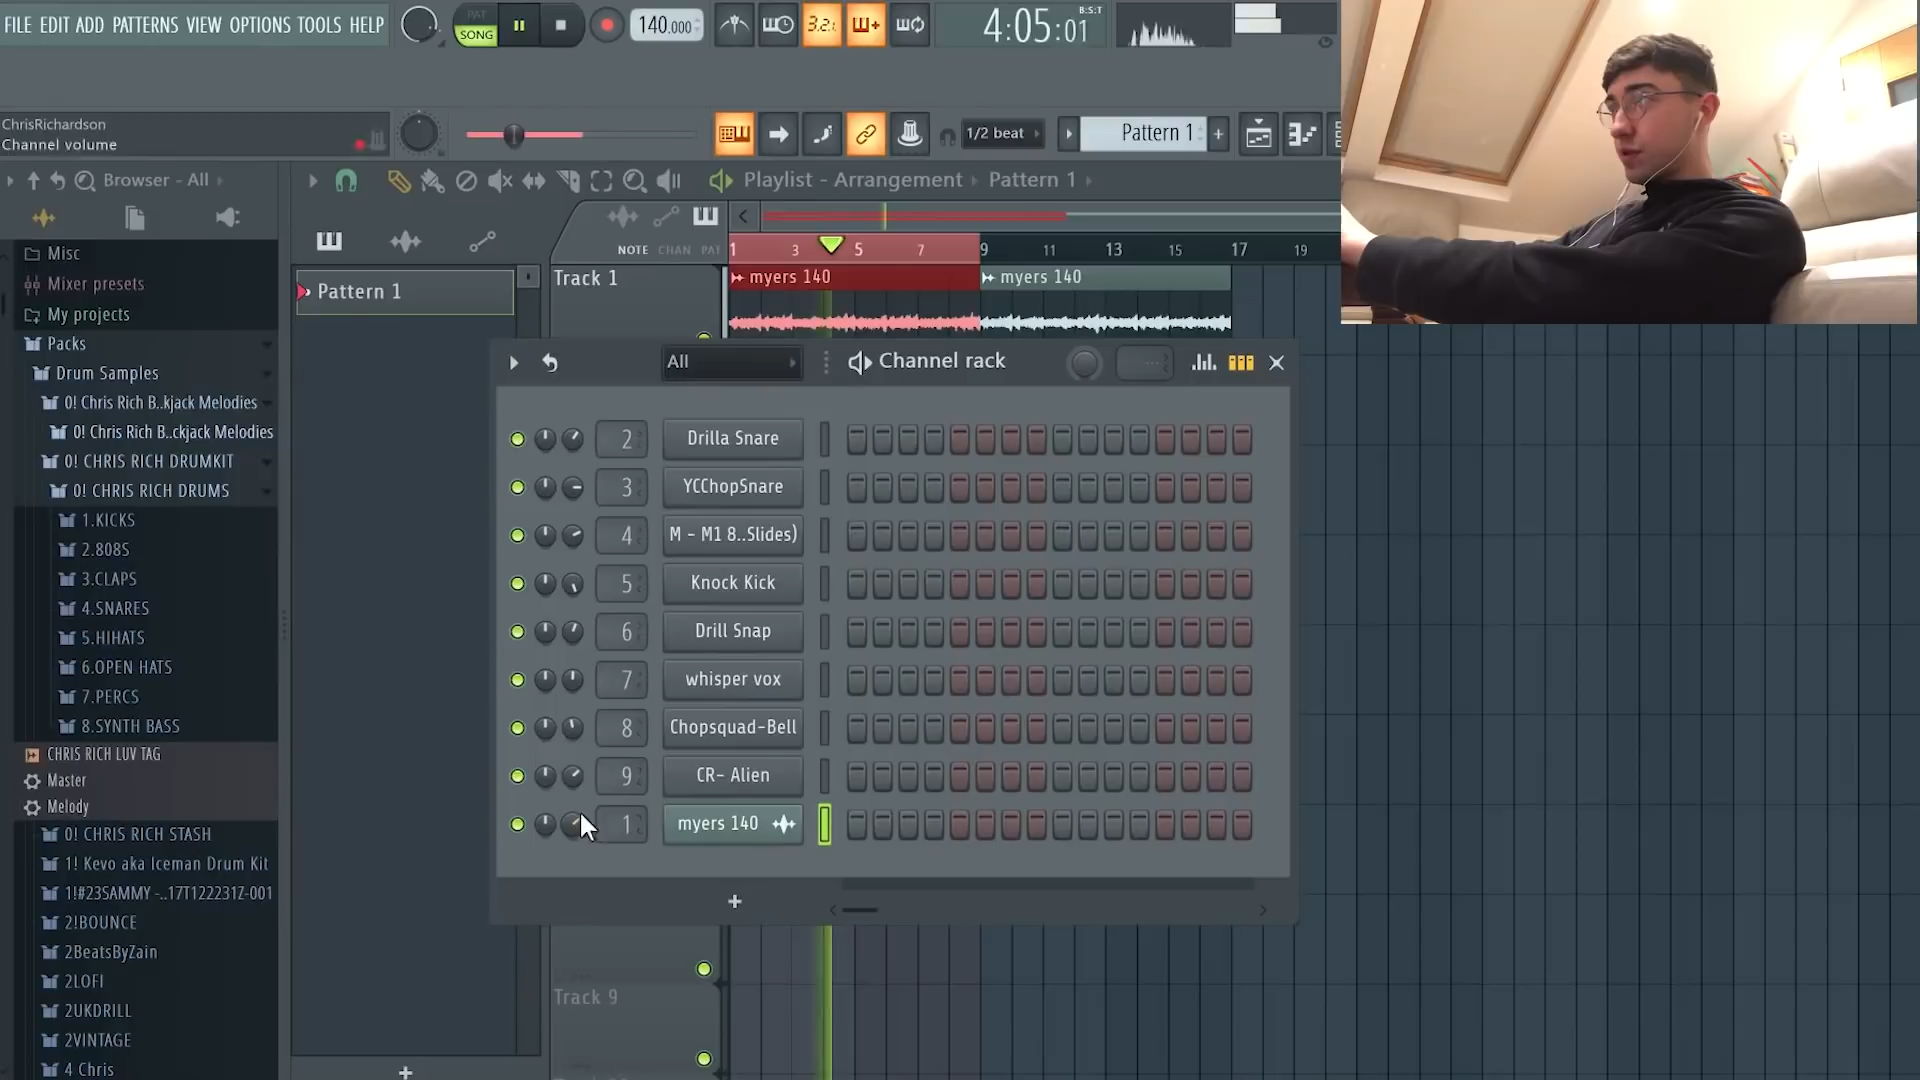 FILE EDIT ADD PATTERNS VIEW OPTIONS TOOLS HELP
PAT
SONG
140.000
3.2.
4:05:01
B:S:T
ChrisRichardson
Channel volume
1/2 beat
Pattern 1
+
Browser - All
Playlist - Arrangement
Pattern 1
NOTE CHAN PAT
1 3 5 7 9 11 13 15 17 19
Misc
Mixer presets
My projects
Packs
Drum Samples
0! Chris Rich B..kjack Melodies
0! Chris Rich B..ckjack Melodies
0! CHRIS RICH DRUMKIT
0! CHRIS RICH DRUMS
1.KICKS
2.808S
3.CLAPS
4.SNARES
5.HIHATS
6.OPEN HATS
7.PERCS
8.SYNTH BASS
CHRIS RICH LUV TAG
Master
Melody
0! CHRIS RICH STASH
1! Kevo aka Iceman Drum Kit
1!#23SAMMY -..17T122231Z-001
2!BOUNCE
2BeatsByZain
2LOFI
2UKDRILL
2VINTAGE
4 Chris
Pattern 1
+
Track 1
myers 140
myers 140
All
Channel rack
---
2 Drilla Snare
3 YCChopSnare
4 M - M1 8..Slides)
5 Knock Kick
6 Drill Snap
7 whisper vox
8 Chopsquad-Bell
9 CR- Alien
1 myers 140
+
Track 9